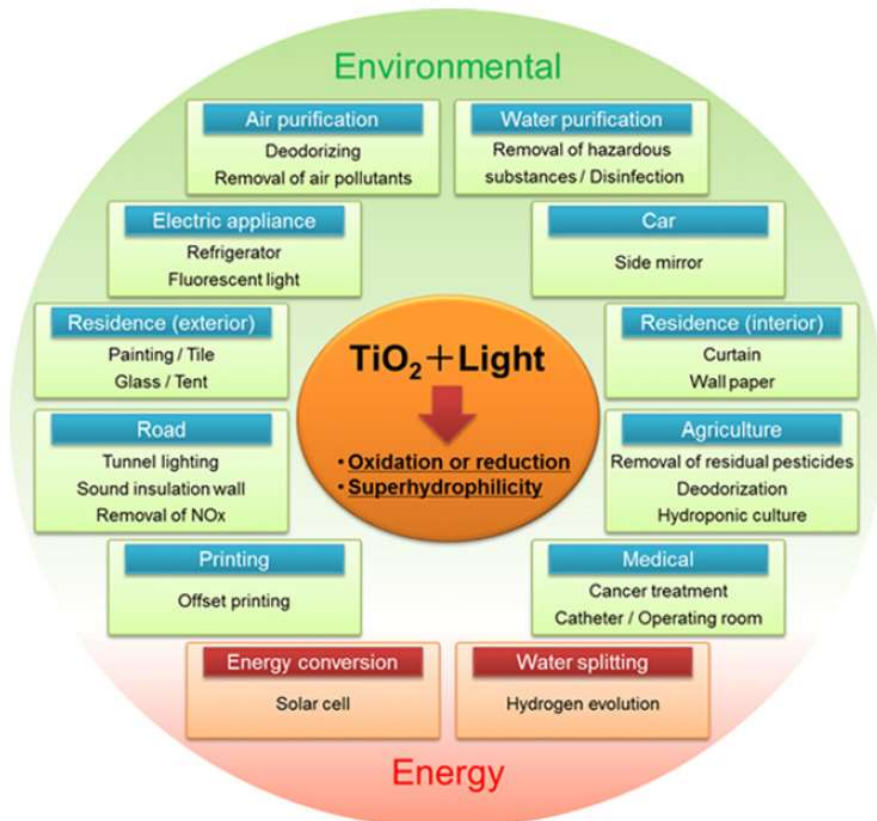 Environmental
Air purification
Deodorizing
Removal of air pollutants
Water purification
Removal of hazardous
substances / Disinfection
Electric appliance
Refrigerator
Fluorescent light
Car
Side mirror
Residence (exterior)
Painting / Tile
Glass / Tent
TiO₂+Light
• Oxidation or reduction
• Superhydrophilicity
Residence (interior)
Curtain
Wall paper
Road
Tunnel lighting
Sound insulation wall
Removal of NOx
Agriculture
Removal of residual pesticides
Deodorization
Hydroponic culture
Printing
Offset printing
Medical
Cancer treatment
Catheter / Operating room
Energy conversion
Solar cell
Water splitting
Hydrogen evolution
Energy